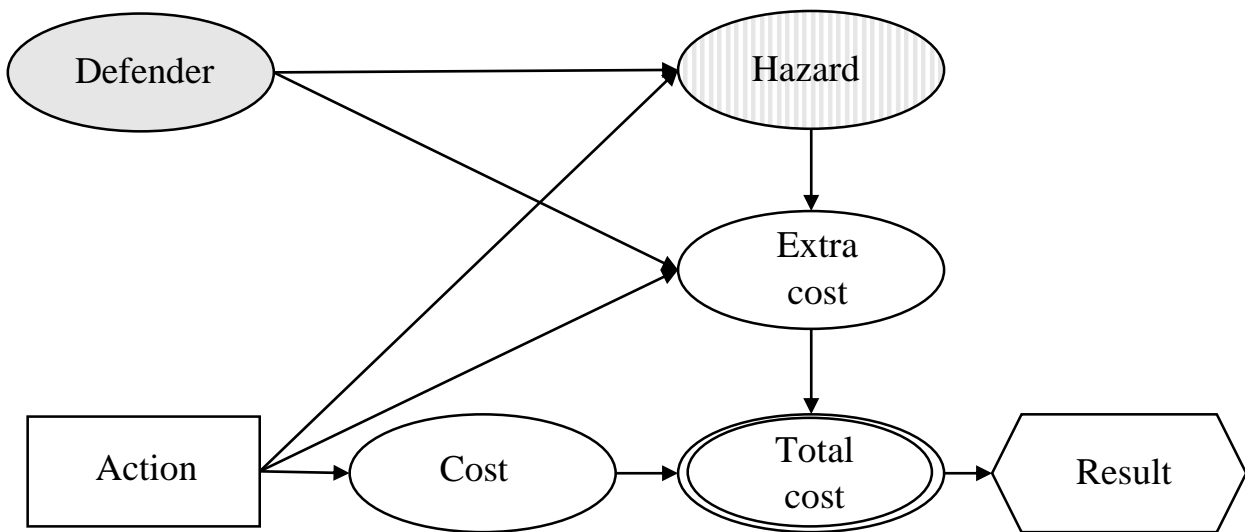 Defender
Hazard
Extra
cost
Action
Cost
Total
cost
Result